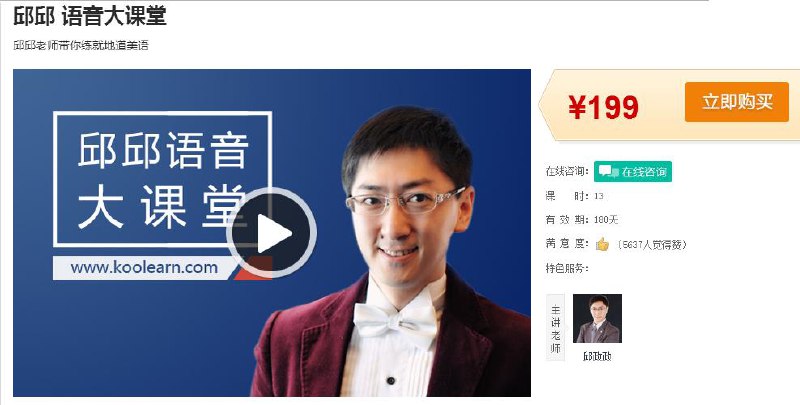 邱邱 语音大课堂
邱邱老师带你练就地道美语
邱邱语音
大课堂
www.koolearn.com
¥199
立即购买
在线咨询： 在线咨询
课 时：13
有 效 期：180天
满 意 度： （5637人觉得赞）
特色服务：
主讲老师
邱政政